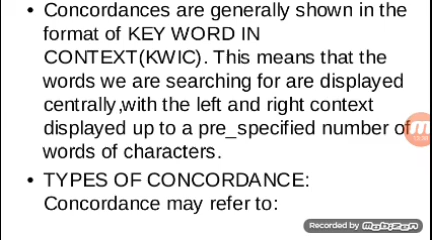 • Concordances are generally shown in the
format of KEY WORD IN
CONTEXT(KWIC). This means that the
words we are searching for are displayed
centrally,with the left and right context
displayed up to a pre_specified number of
words of characters.
• TYPES OF CONCORDANCE:
Concordance may refer to:
Recorded by mobizen